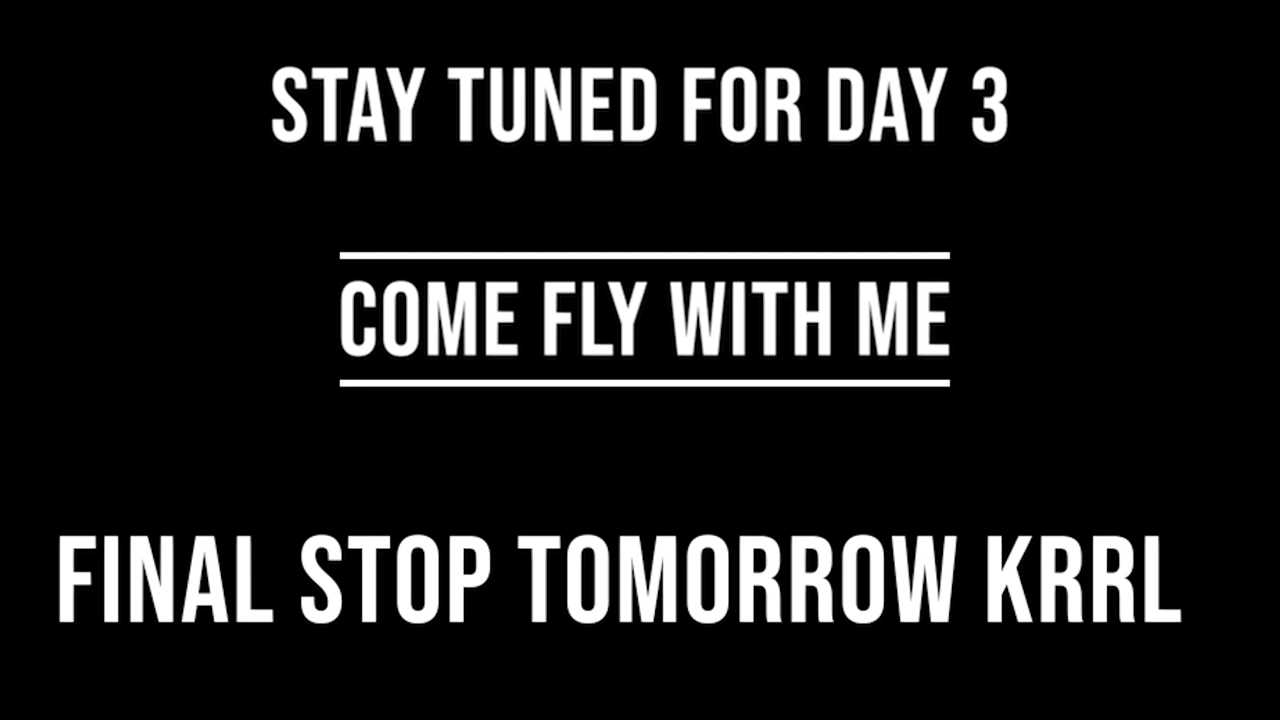 STAY TUNED FOR DAY 3
COME FLY WITH ME
FINAL STOP TOMORROW KRRL